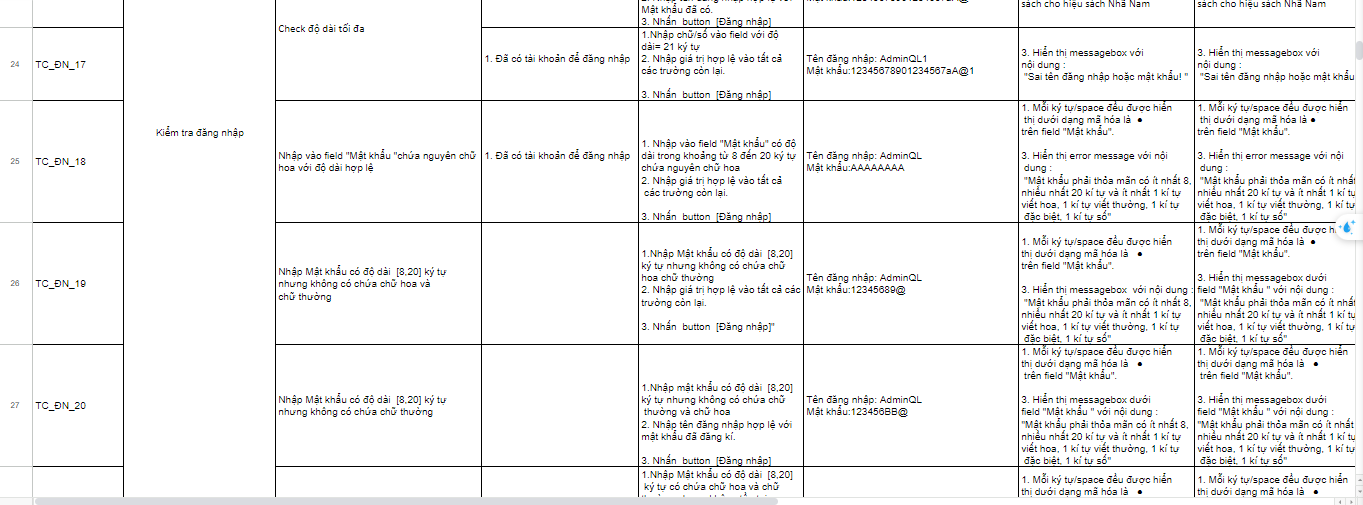 Mật khẩu đã có.
3. Nhấn button [Đăng nhập]
sách cho hiệu sách Nhã Nam
sách cho hiệu sách Nhã Nam
Check độ dài tối đa
24
TC_ĐN_17
1. Đã có tài khoản để đăng nhập
1.Nhập chữ/số vào field với độ
dài= 21 ký tự
2. Nhập giá trị hợp lệ vào tất cả
các trường còn lại.
3. Nhấn button [Đăng nhập]
Tên đăng nhập: AdminQL1
Mật khẩu:12345678901234567aA@1
3. Hiển thị messagebox với
nội dung :
"Sai tên đăng nhập hoặc mật khẩu! "
3. Hiển thị messagebox với
nội dung :
"Sai tên đăng nhập hoặc mật khẩu
Kiểm tra đăng nhập
25
TC_ĐN_18
Nhập vào field "Mật khẩu "chứa nguyên chữ
hoa với độ dài hợp lệ
1. Đã có tài khoản để đăng nhập
1. Nhập vào field "Mật khẩu" có độ
dài trong khoảng từ 8 đến 20 ký tự
chứa nguyên chữ hoa
2. Nhập giá trị hợp lệ vào tất cả
các trường còn lại.
3. Nhấn button [Đăng nhập]
Tên đăng nhập: AdminQL
Mật khẩu:AAAAAAAA
1. Mỗi ký tự/space đều được hiển
thị dưới dạng mã hóa là ●
trên field "Mật khẩu".
3. Hiển thị error message với nội
dung :
"Mật khẩu phải thỏa mãn có ít nhất 8,
nhiều nhất 20 kí tự và ít nhất 1 kí tự
viết hoa, 1 kí tự viết thường, 1 kí tự
đặc biệt, 1 kí tự số"
1. Mỗi ký tự/space đều được hiển
thị dưới dạng mã hóa là ●
trên field "Mật khẩu".
3. Hiển thị error message với nội
dung :
"Mật khẩu phải thỏa mãn có ít nhất
nhiều nhất 20 kí tự và ít nhất 1 kí tự
viết hoa, 1 kí tự viết thường, 1 kí tự
đặc biệt, 1 kí tự số"
26
TC_ĐN_19
Nhập Mật khẩu có độ dài [8,20] ký tự
nhưng không có chứa chữ hoa và
chữ thường
1.Nhập Mật khẩu có độ dài [8,20]
ký tự nhưng không có chứa chữ
hoa chữ thường
2. Nhập giá trị hợp lệ vào tất cả các
trường còn lại.
3. Nhấn button [Đăng nhập]"
Tên đăng nhập: AdminQL
Mật khẩu:12345689@
1. Mỗi ký tự/space đều được hiển
thị dưới dạng mã hóa là ●
trên field "Mật khẩu".
3. Hiển thị messagebox với nội dung :
"Mật khẩu phải thỏa mãn có ít nhất 8,
nhiều nhất 20 kí tự và ít nhất 1 kí tự
viết hoa, 1 kí tự viết thường, 1 kí tự
đặc biệt, 1 kí tự số"
1. Mỗi ký tự/space đều được
thị dưới dạng mã hóa là ●
trên field "Mật khẩu".
3. Hiển thị messagebox dưới
field "Mật khẩu " với nội dung :
"Mật khẩu phải thỏa mãn có ít nhất
nhiều nhất 20 kí tự và ít nhất 1 kí tự
viết hoa, 1 kí tự viết thường, 1 kí tự
đặc biệt, 1 kí tự số"
27
TC_ĐN_20
Nhập Mật khẩu có độ dài [8,20] ký tự
nhưng không có chứa chữ thường
1.Nhập mật khẩu có độ dài [8,20]
ký tự nhưng không có chứa chữ
thường và chữ hoa
2. Nhập tên đăng nhập hợp lệ với
mật khẩu đã đăng kí.
3. Nhấn button [Đăng nhập]
Tên đăng nhập: AdminQL
Mật khẩu:123456BB@
1. Mỗi ký tự/space đều được hiển
thị dưới dạng mã hóa là ●
trên field "Mật khẩu".
3. Hiển thị messagebox dưới
field "Mật khẩu " với nội dung :
"Mật khẩu phải thỏa mãn có ít nhất 8,
nhiều nhất 20 kí tự và ít nhất 1 kí tự
viết hoa, 1 kí tự viết thường, 1 kí tự
đặc biệt, 1 kí tự số"
1. Mỗi ký tự/space đều được hiển
thị dưới dạng mã hóa là ●
trên field "Mật khẩu".
3. Hiển thị messagebox dưới
field "Mật khẩu " với nội dung :
"Mật khẩu phải thỏa mãn có ít nhất
nhiều nhất 20 kí tự và ít nhất 1 kí tự
viết hoa, 1 kí tự viết thường, 1 kí tự
đặc biệt, 1 kí tự số"
1.Nhập Mật khẩu có độ dài [8,20]
ký tự có chứa chữ hoa và chữ
1. Mỗi ký tự/space đều được hiển
thị dưới dạng mã hóa là ●
1. Mỗi ký tự/space đều được hiển
thị dưới dạng mã hóa là ●